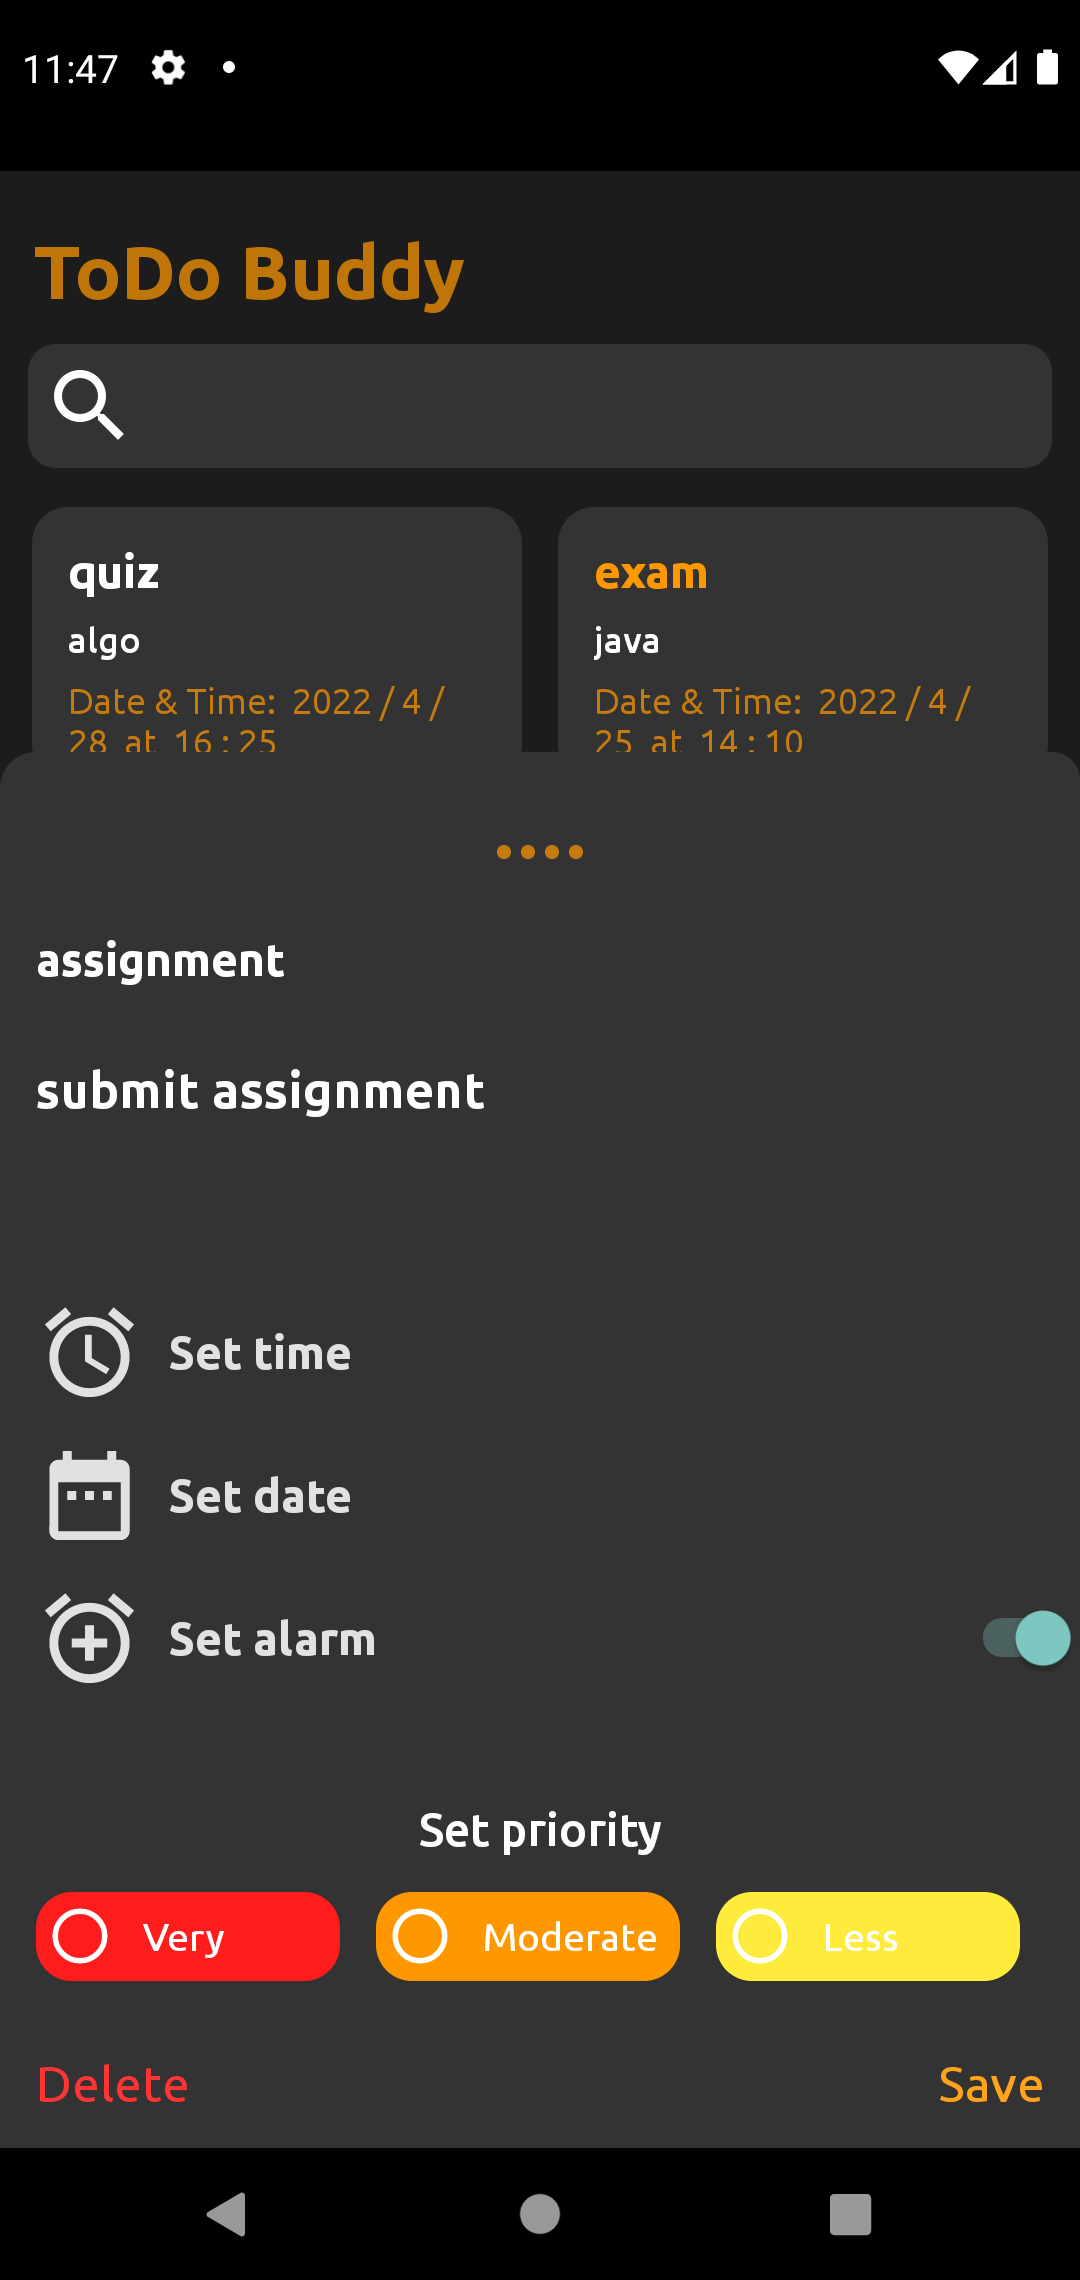 11:47
ToDo Buddy
quiz
algo
Date & Time:  2022 / 4 /
28  at  16 : 25
exam
java
Date & Time:  2022 / 4 /
25  at  14 : 10
assignment
submit assignment
Set time
Set date
Set alarm
Set priority
Very
Moderate
Less
Delete
Save